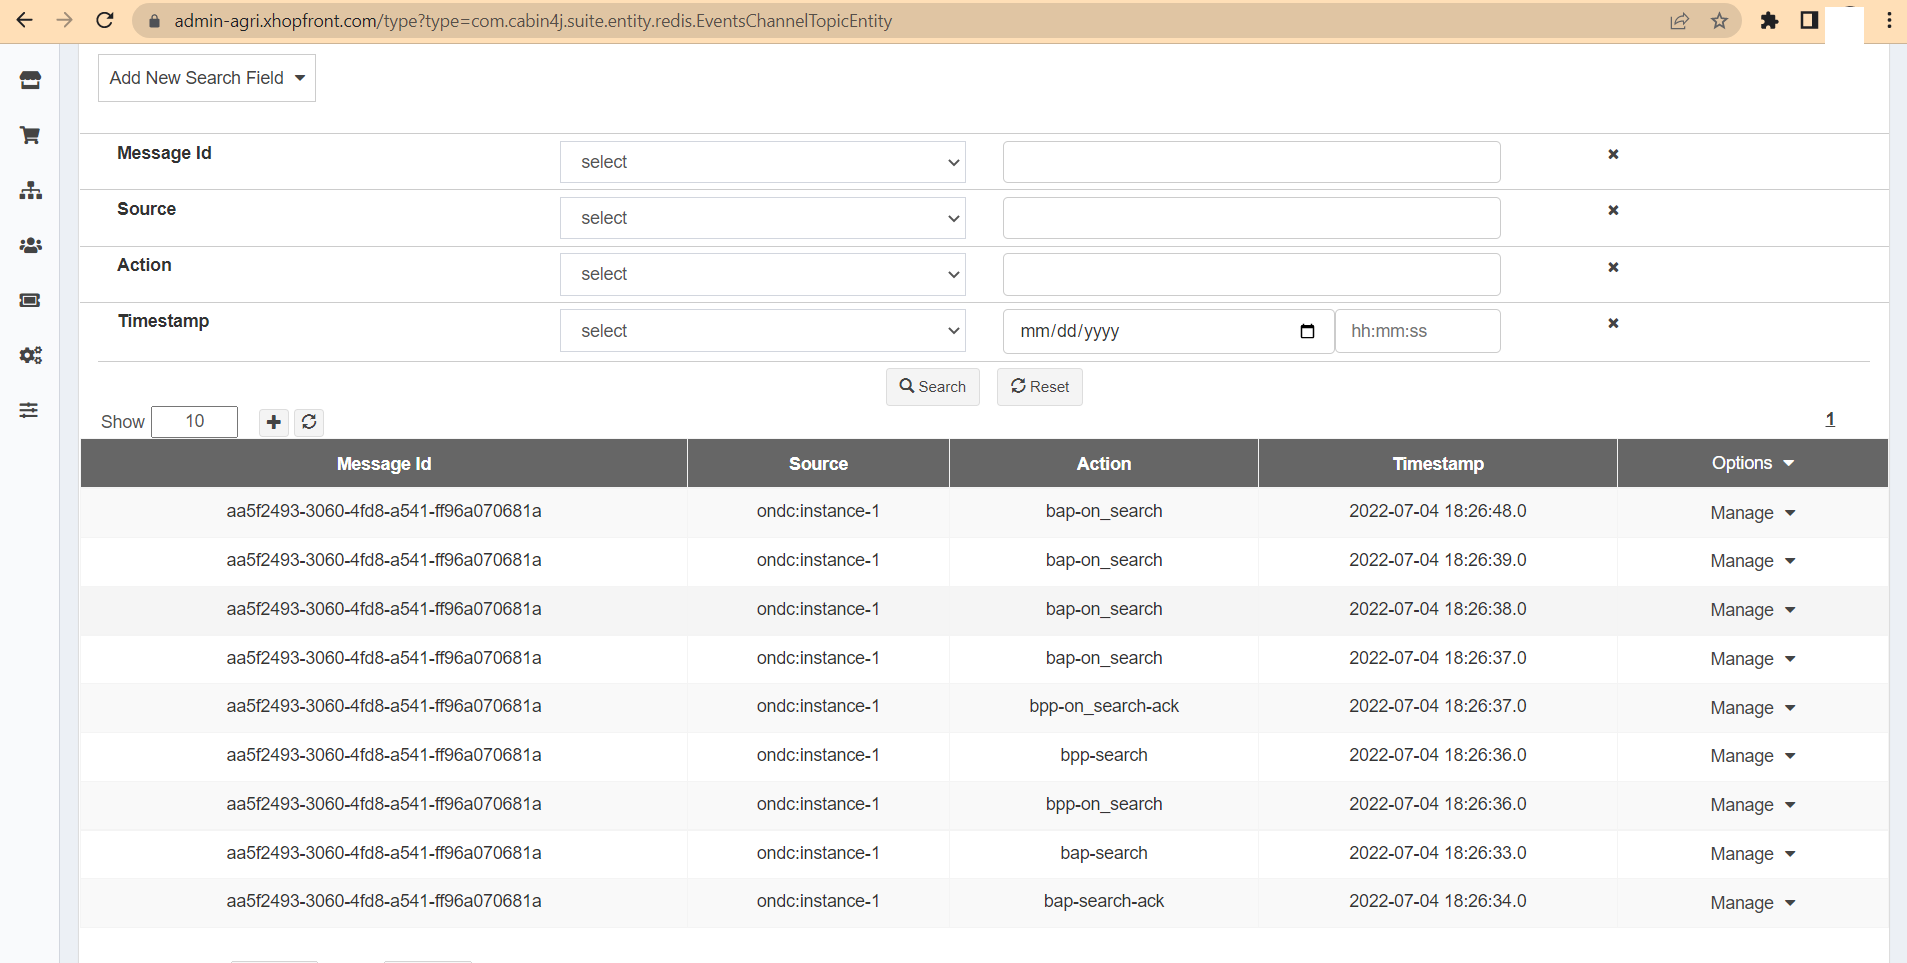 admin-agri.xhopfront.com/type?type=com.cabin4j.suite.entity.redis.EventsChannelTopicEntity
Add New Search Field
Message Id select
Source select
Action select
Timestamp select mm/dd/yyyy hh:mm:ss
Search Reset
Show 10 1
Message Id Source Action Timestamp Options
aa5f2493-3060-4fd8-a541-ff96a070681a ondc:instance-1 bap-on_search 2022-07-04 18:26:48.0 Manage
aa5f2493-3060-4fd8-a541-ff96a070681a ondc:instance-1 bap-on_search 2022-07-04 18:26:39.0 Manage
aa5f2493-3060-4fd8-a541-ff96a070681a ondc:instance-1 bap-on_search 2022-07-04 18:26:38.0 Manage
aa5f2493-3060-4fd8-a541-ff96a070681a ondc:instance-1 bap-on_search 2022-07-04 18:26:37.0 Manage
aa5f2493-3060-4fd8-a541-ff96a070681a ondc:instance-1 bpp-on_search-ack 2022-07-04 18:26:37.0 Manage
aa5f2493-3060-4fd8-a541-ff96a070681a ondc:instance-1 bpp-search 2022-07-04 18:26:36.0 Manage
aa5f2493-3060-4fd8-a541-ff96a070681a ondc:instance-1 bpp-on_search 2022-07-04 18:26:36.0 Manage
aa5f2493-3060-4fd8-a541-ff96a070681a ondc:instance-1 bap-search 2022-07-04 18:26:33.0 Manage
aa5f2493-3060-4fd8-a541-ff96a070681a ondc:instance-1 bap-search-ack 2022-07-04 18:26:34.0 Manage